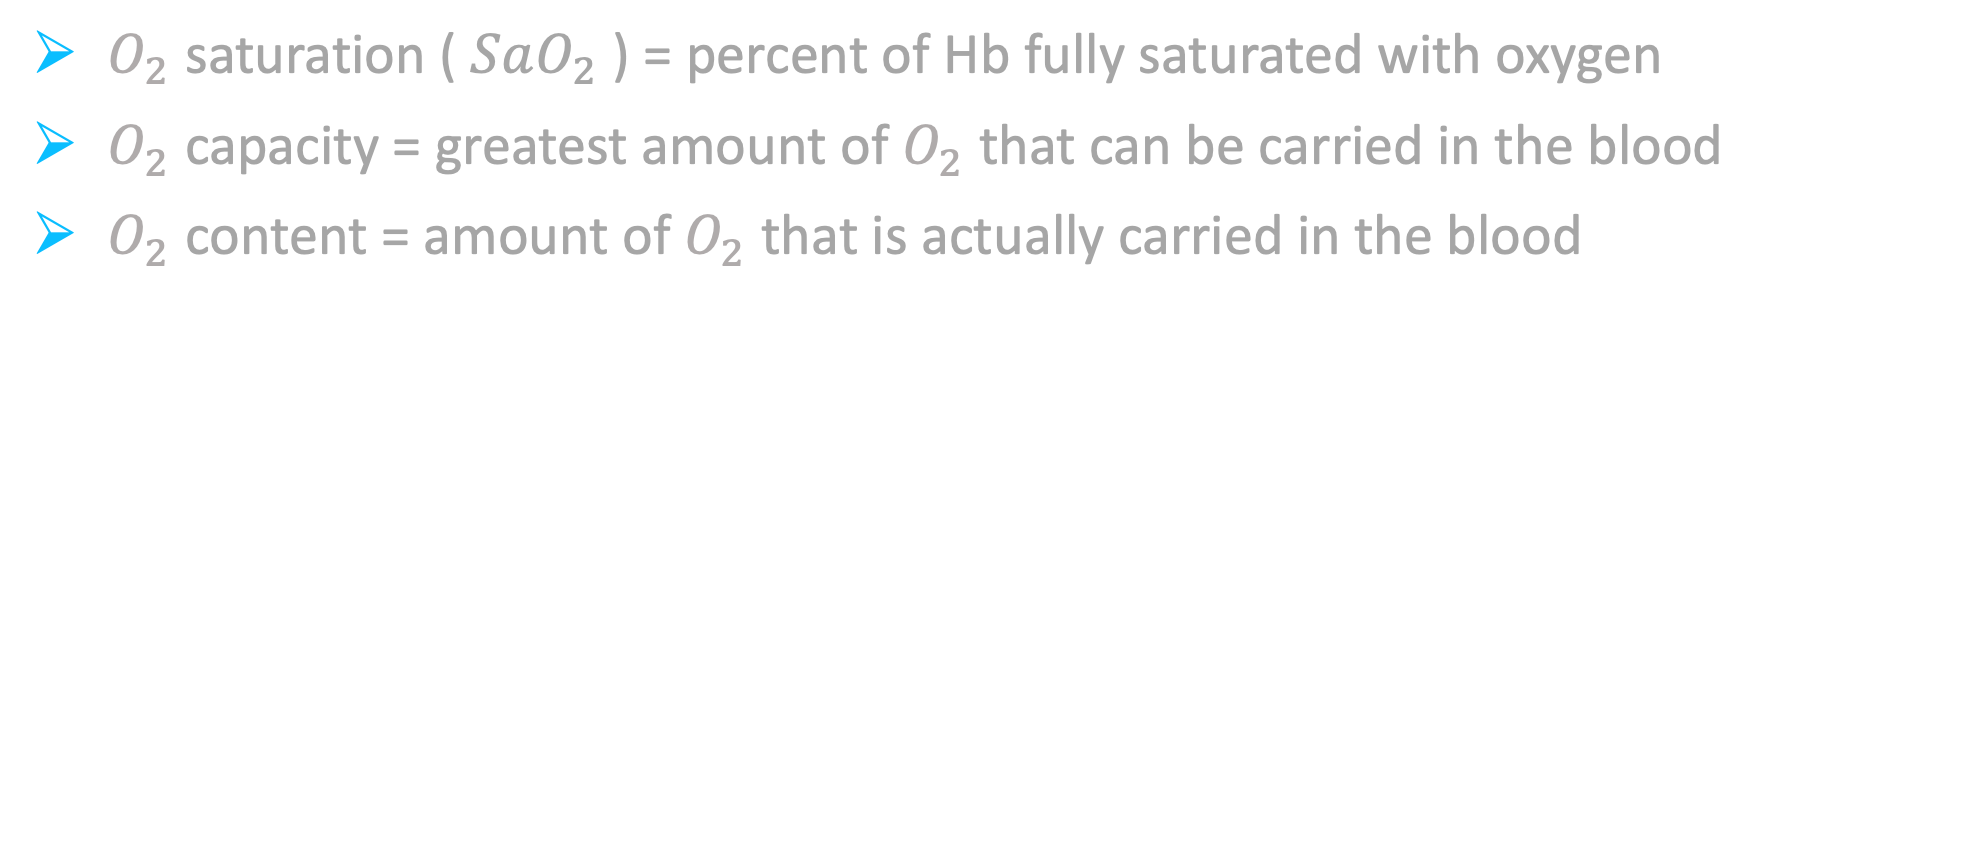 ➢ O₂ saturation ( SaO₂ ) = percent of Hb fully saturated with oxygen
➢ O₂ capacity = greatest amount of O₂ that can be carried in the blood
➢ O₂ content = amount of O₂ that is actually carried in the blood